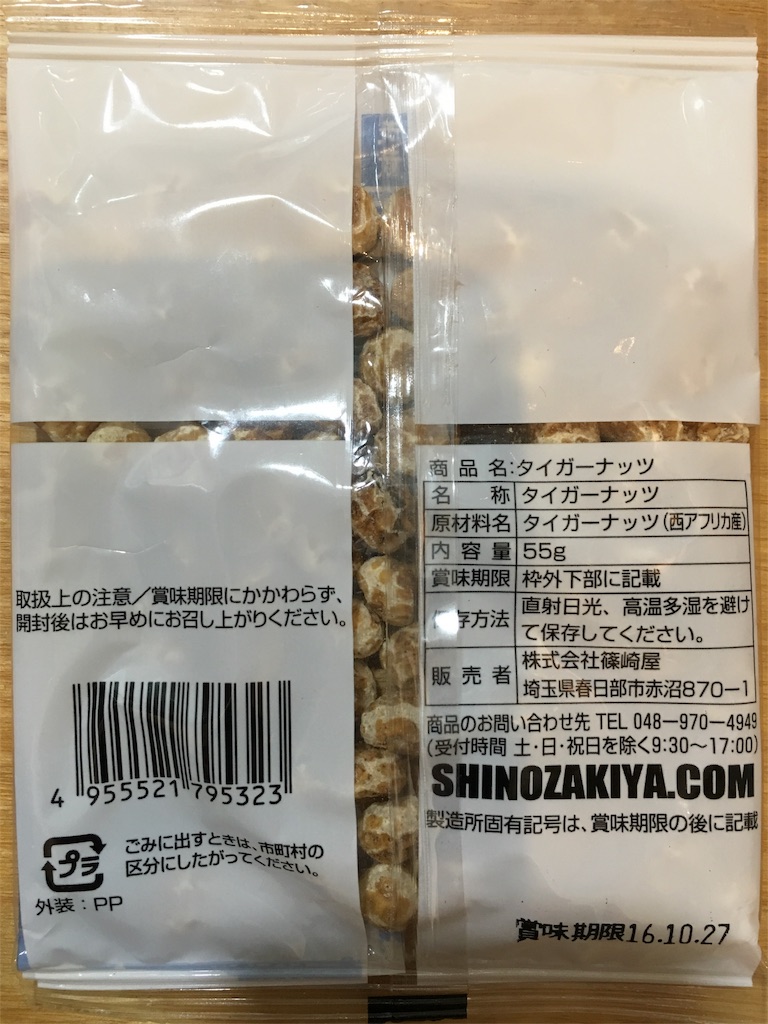 取扱上の注意／賞味期限にかかわらず、
開封後はお早めにお召し上がりください。
4 955521 795323
プラ
ごみに出すときは、市町村の
区分にしたがってください。
外装：PP
商品名：タイガーナッツ
名称 タイガーナッツ
原材料名 タイガーナッツ（西アフリカ産）
内容量 55g
賞味期限 枠外下部に記載
保存方法 直射日光、高温多湿を避け
て保存してください。
販売者 株式会社篠崎屋
埼玉県春日部市赤沼870−1
商品のお問い合わせ先 TEL 048−970−4949
（受付時間 土・日・祝日を除く9:30〜17:00）
SHINOZAKIYA.COM
製造所固有記号は、賞味期限の後に記載
賞味期限16.10.27